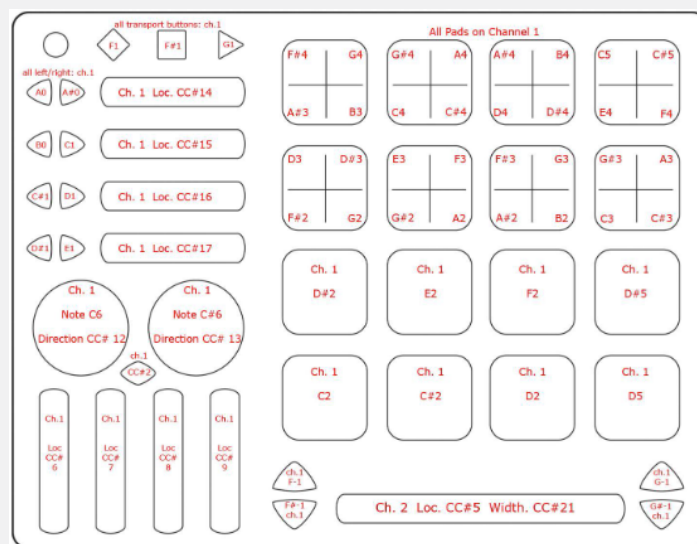 all transport buttons: ch.1
F1
F#1
G1
all left/right: ch.1
A0
A#0
Ch. 1 Loc. CC#14
B0
C1
Ch. 1 Loc. CC#15
C#1
D1
Ch. 1 Loc. CC#16
D#1
E1
Ch. 1 Loc. CC#17
Ch. 1
Note C6
Direction CC# 12
Ch. 1
Note C#6
Direction CC# 13
ch.1
CC#2
Ch.1
Loc
CC#
6
Ch.1
Loc
CC#
7
Ch.1
Loc
CC#
8
Ch.1
Loc
CC#
9
All Pads on Channel 1
F#4 G4
A#3 B3
G#4 A4
C4 C#4
A#4 B4
D4 D#4
C5 C#5
E4 F4
D3 D#3
F#2 G2
E3 F3
G#2 A2
F#3 G3
A#2 B2
G#3 A3
C3 C#3
Ch. 1
D#2
Ch. 1
E2
Ch. 1
F2
Ch. 1
D#5
Ch. 1
C2
Ch. 1
C#2
Ch. 1
D2
Ch. 1
D5
ch.1
F-1
F#-1
ch.1
Ch. 2 Loc. CC#5 Width. CC#21
ch.1
G-1
G#-1
ch.1